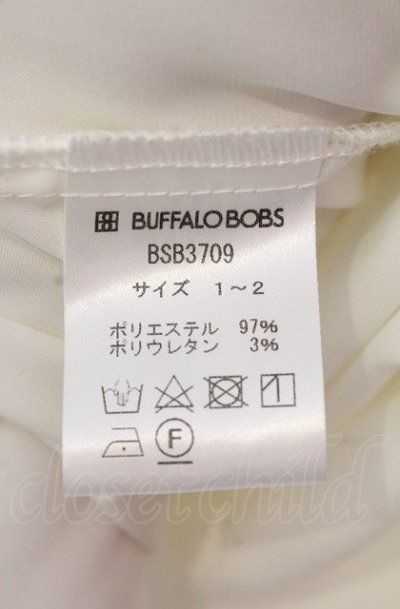 BUFFALO BOBS
BSB3709
サイズ 1～2
ポリエステル 97%
ポリウレタン 3%
F
closet child